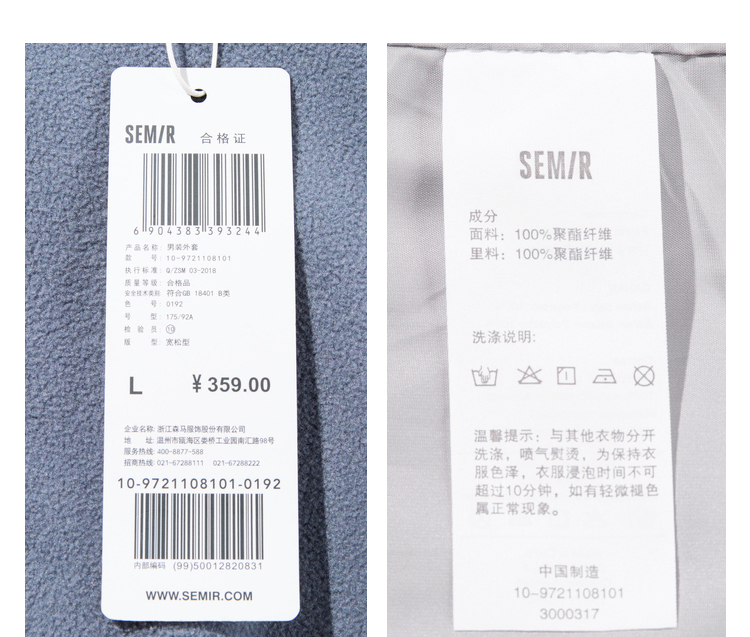 SEMIR 合格证
6 904383 393244
产品名称: 男装外套
款 号: 10-9721108101
执行标准: Q/ZSM 03-2018
质量等级: 合格品
安全技术类别: 符合GB 18401 B类
色 号: 0192
号 型: 175/92A
检 验 员: 10
版 型: 宽松型
L ¥359.00
企业名称: 浙江森马服饰股份有限公司
地 址: 温州市瓯海区娄桥工业园南汇路98号
服务热线: 400-8877-588
招商热线: 021-67288111 021-67288222
10-9721108101-0192
内部编码 (99)50012820831
WWW.SEMIR.COM
SEMIR
成分
面料: 100%聚酯纤维
里料: 100%聚酯纤维
洗涤说明:
温馨提示: 与其他衣物分开
洗涤, 喷气熨烫, 为保持衣
服色泽, 衣服浸泡时间不可
超过10分钟, 如有轻微褪色
属正常现象。
中国制造
10-9721108101
3000317